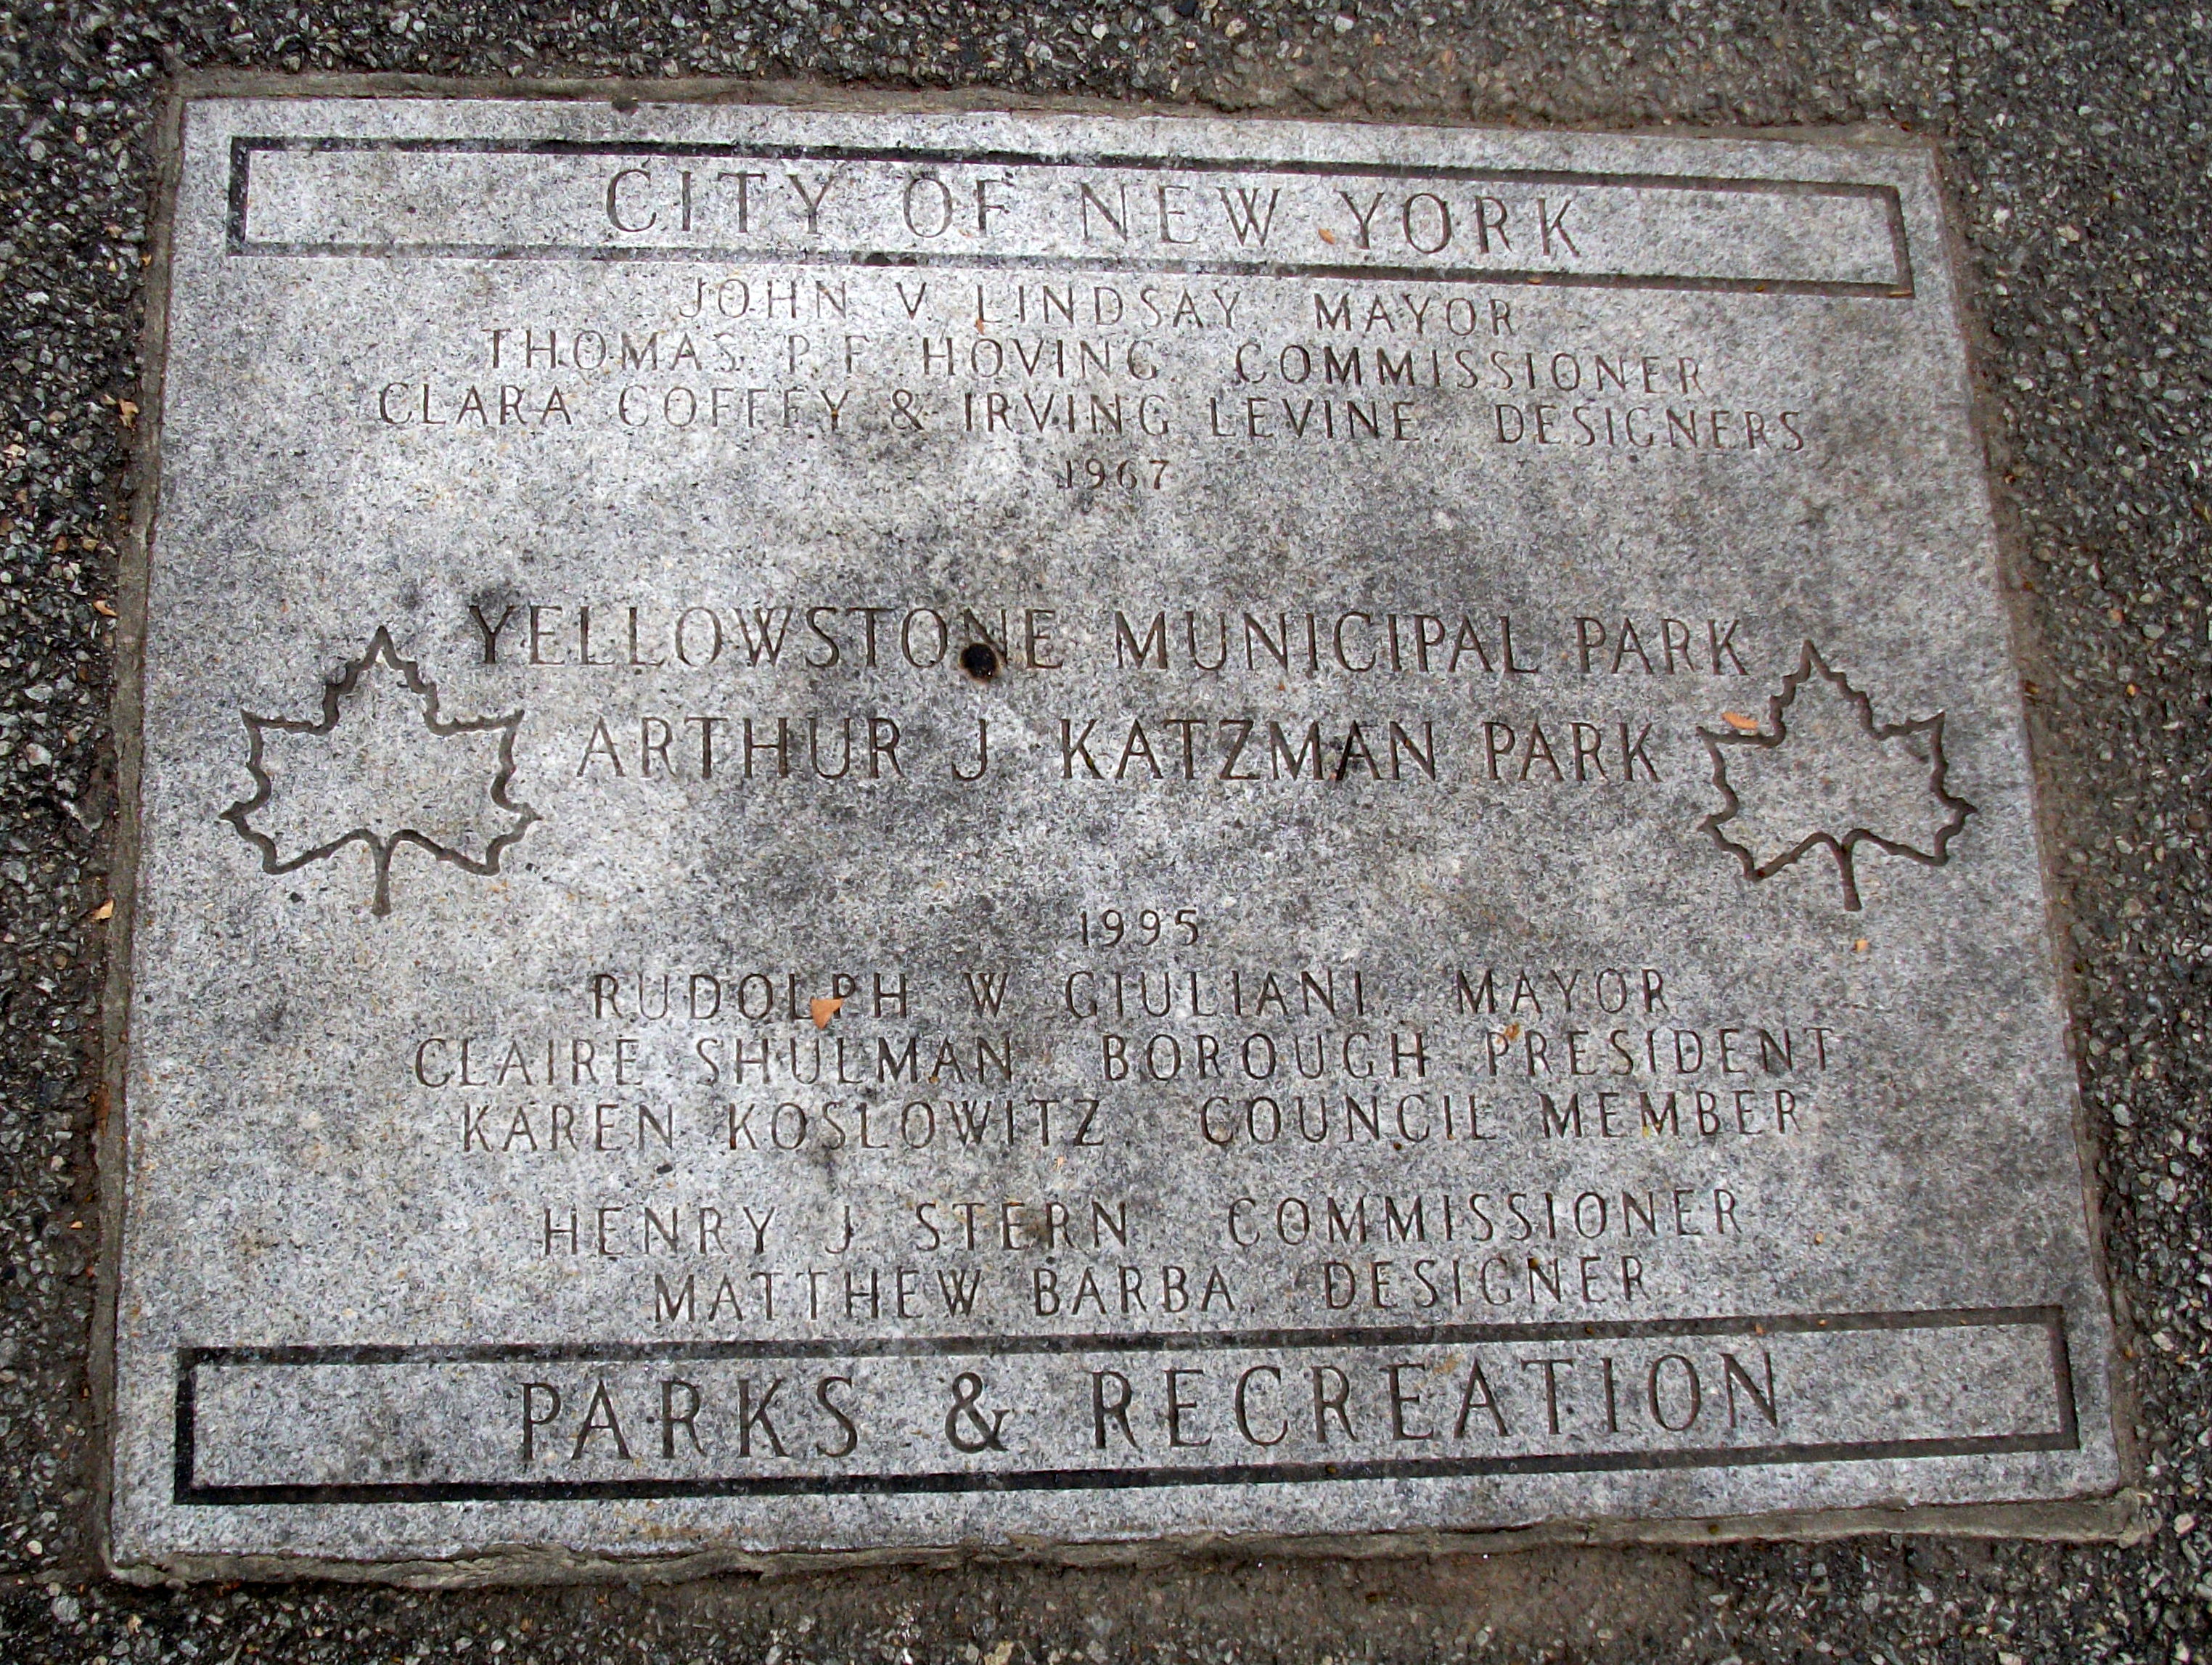 CITY OF NEW YORK
JOHN V. LINDSAY MAYOR
THOMAS P. F. HOVING COMMISSIONER
CLARA COFFEY & IRVING LEVINE DESIGNERS
1967
YELLOWSTONE MUNICIPAL PARK
ARTHUR J KATZMAN PARK
1995
RUDOLPH W GIULIANI MAYOR
CLAIRE SHULMAN BOROUGH PRESIDENT
KAREN KOSLOWITZ COUNCIL MEMBER
HENRY J STERN COMMISSIONER
MATTHEW BARBA DESIGNER
PARKS & RECREATION